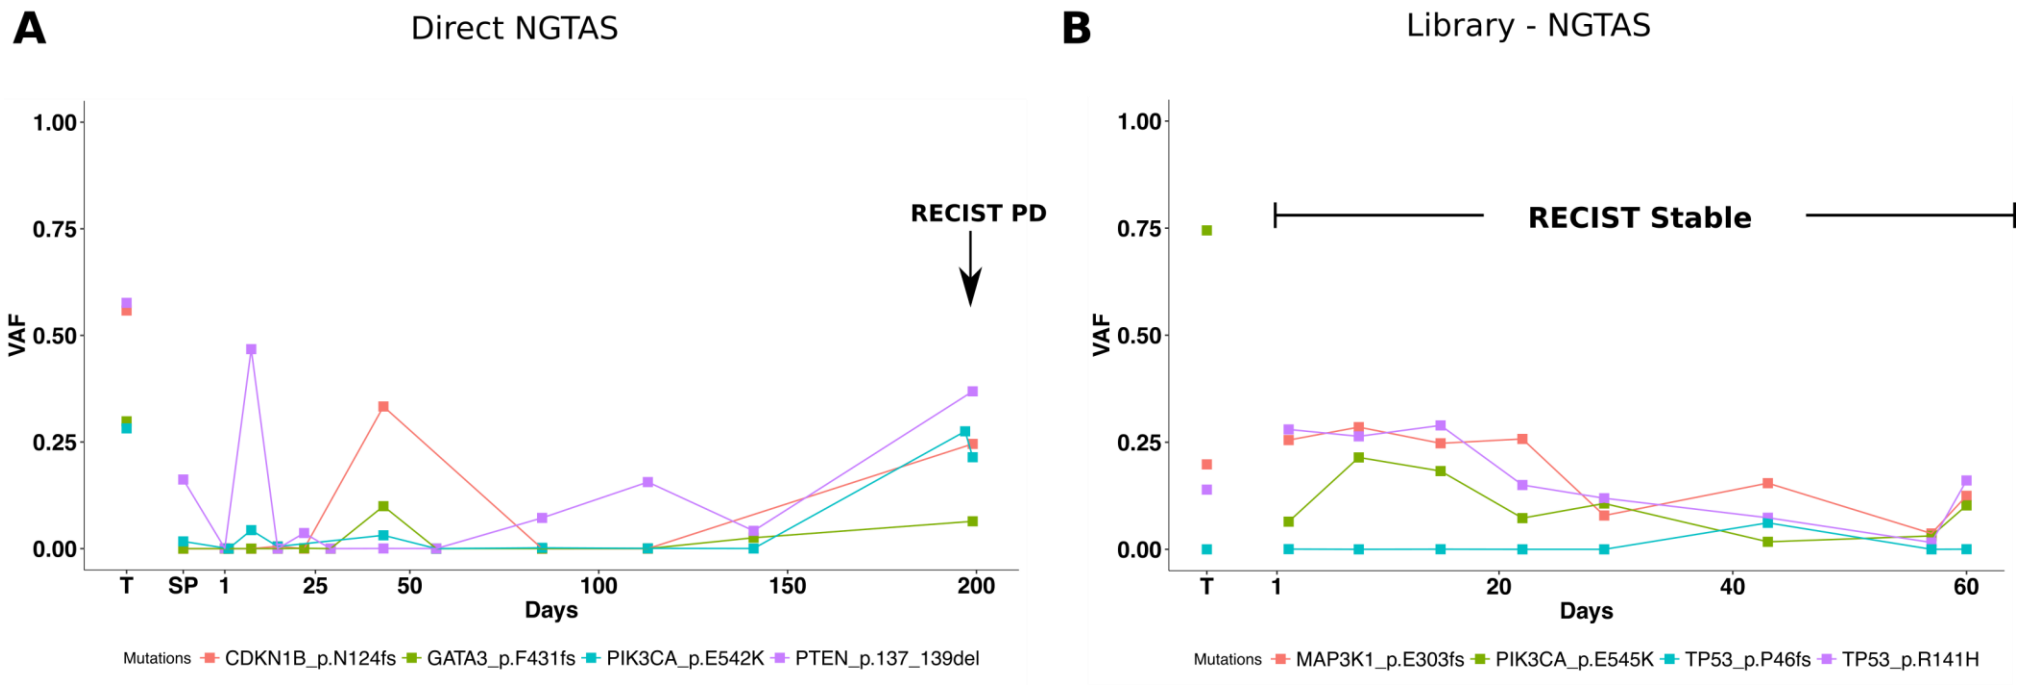 A
Direct NGTAS
VAF
1.00
0.75
0.50
0.25
0.00
RECIST PD
T SP 1 25 50 100 150 200
Days
Mutations CDKN1B_p.N124fs GATA3_p.F431fs PIK3CA_p.E542K PTEN_p.137_139del
B
Library - NGTAS
VAF
1.00
0.75
0.50
0.25
0.00
RECIST Stable
T 1 20 40 60
Days
Mutations MAP3K1_p.E303fs PIK3CA_p.E545K TP53_p.P46fs TP53_p.R141H